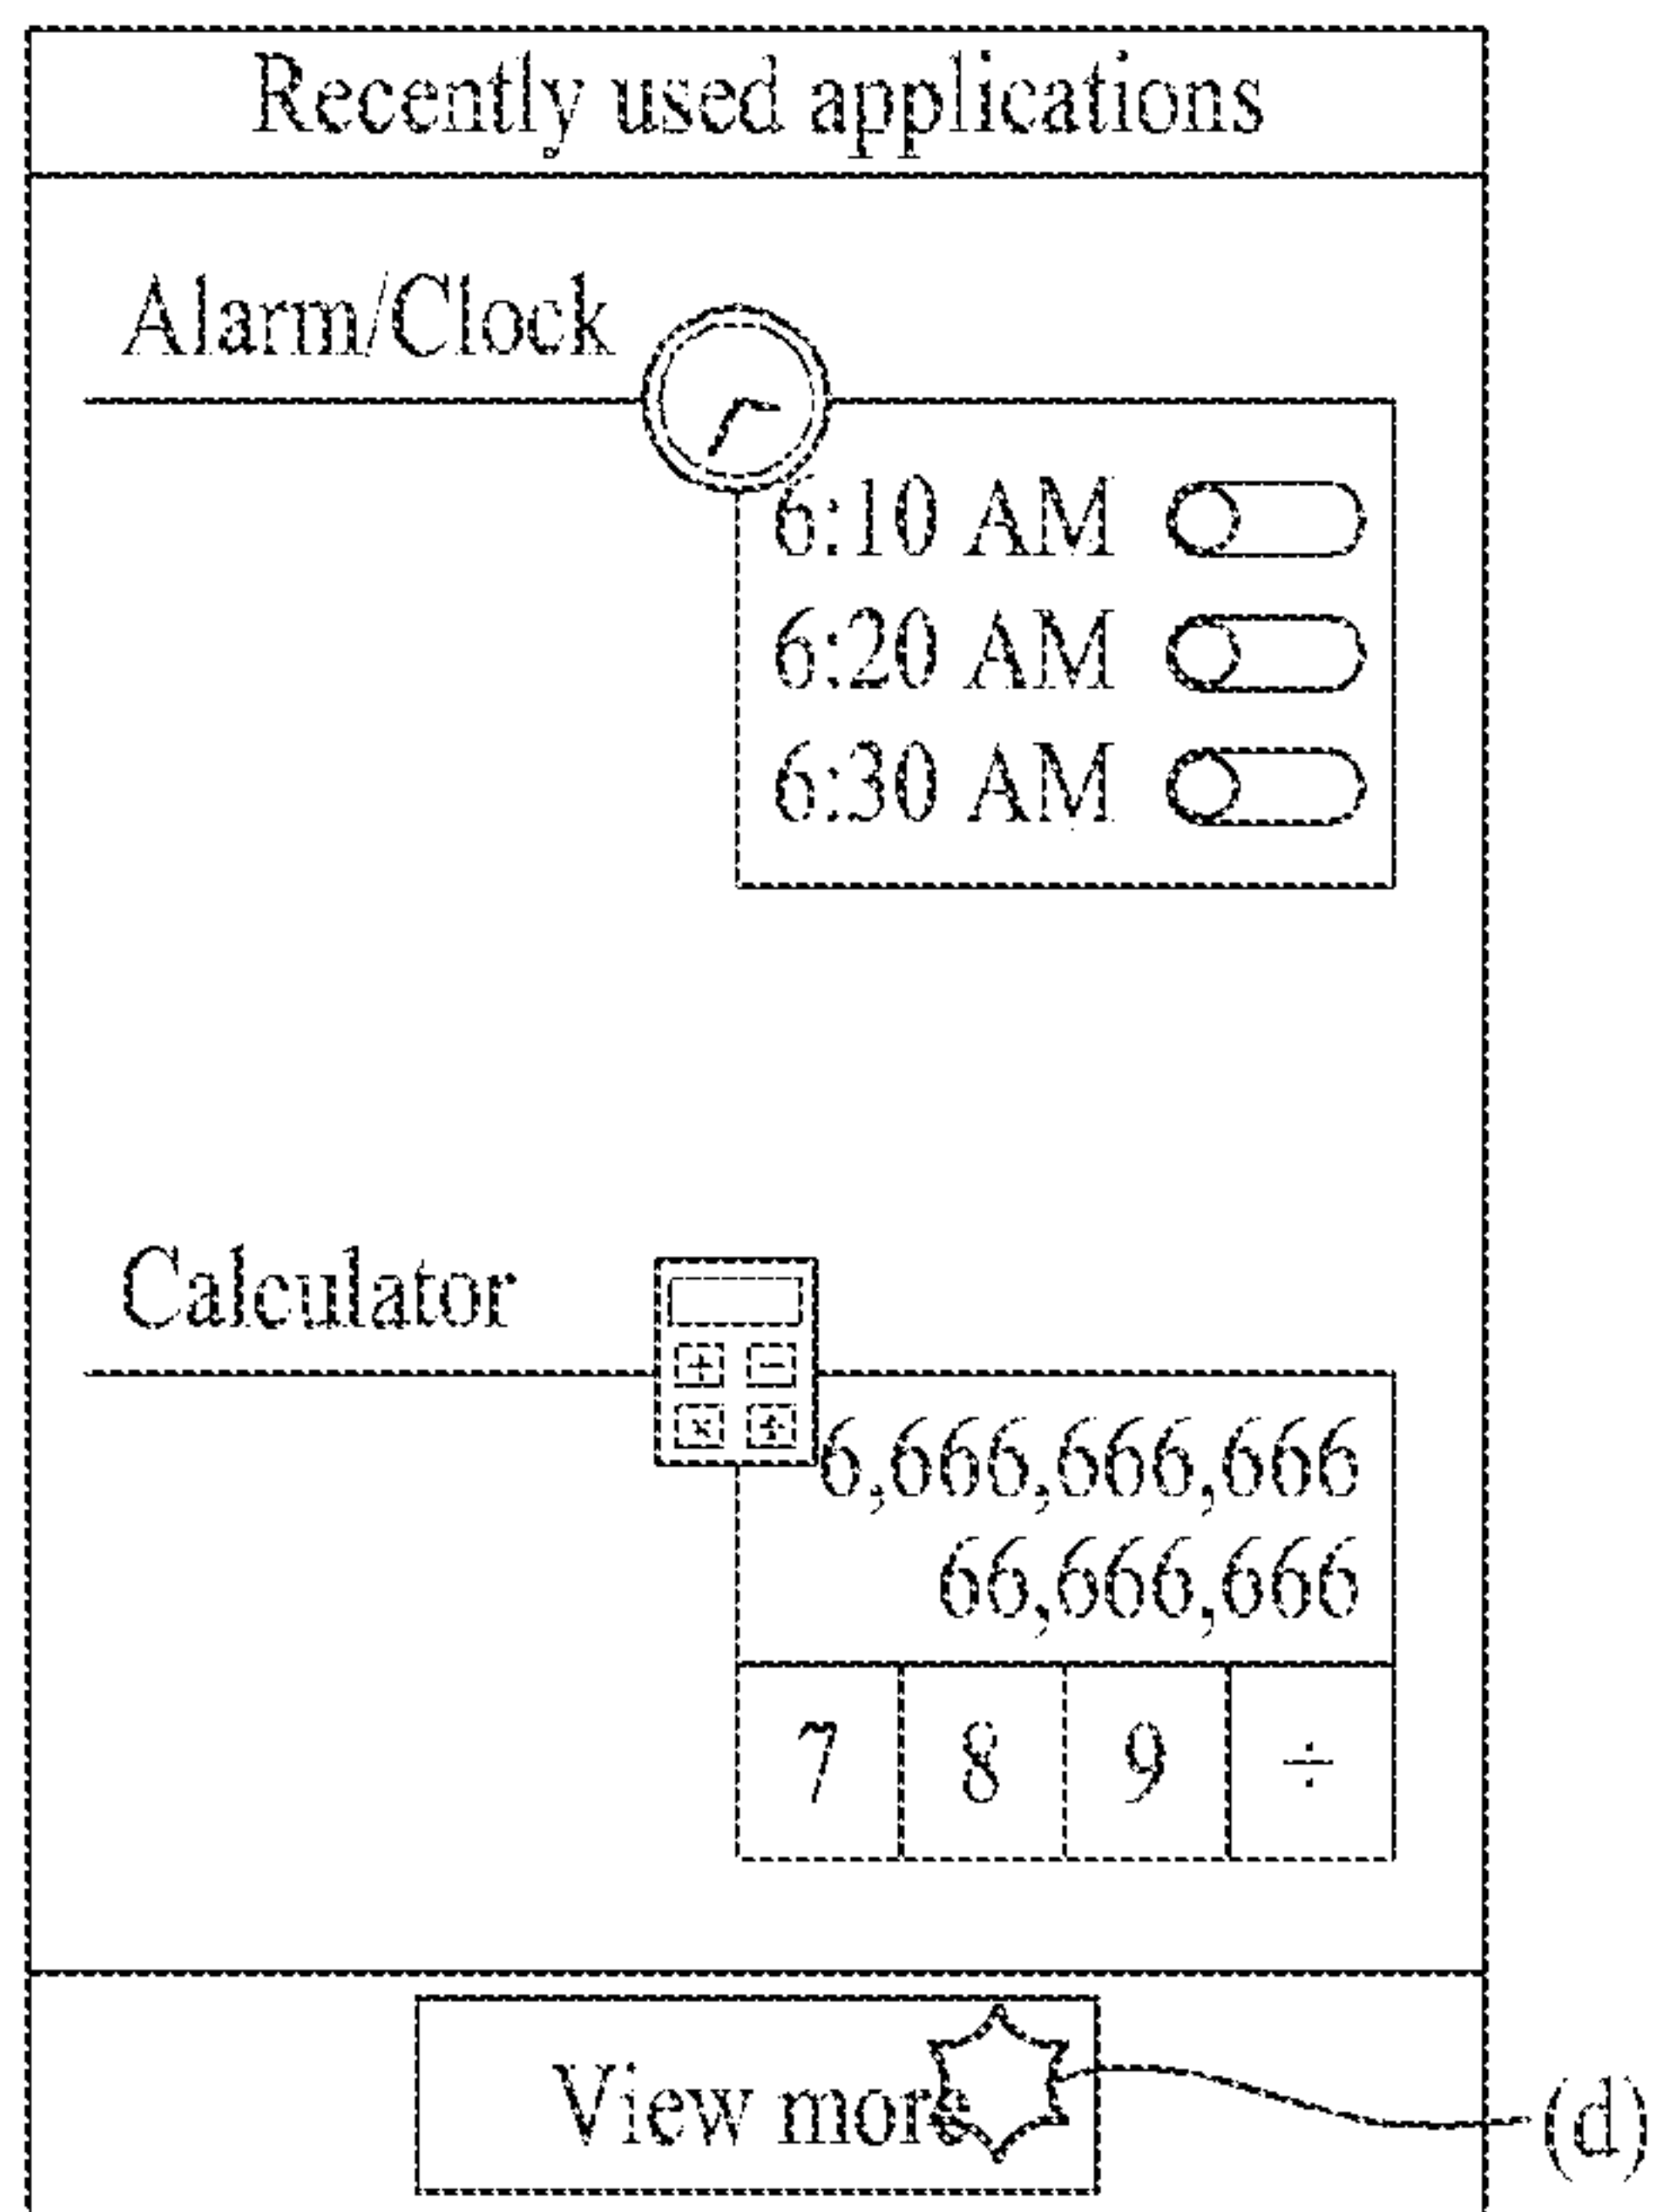 Recently used applications
Alarm/Clock
6:10 AM
6:20 AM
6:30 AM
Calculator
+ −
× ÷
6,666,666,666
66,666,666
7 8 9 ÷
View more
(d)